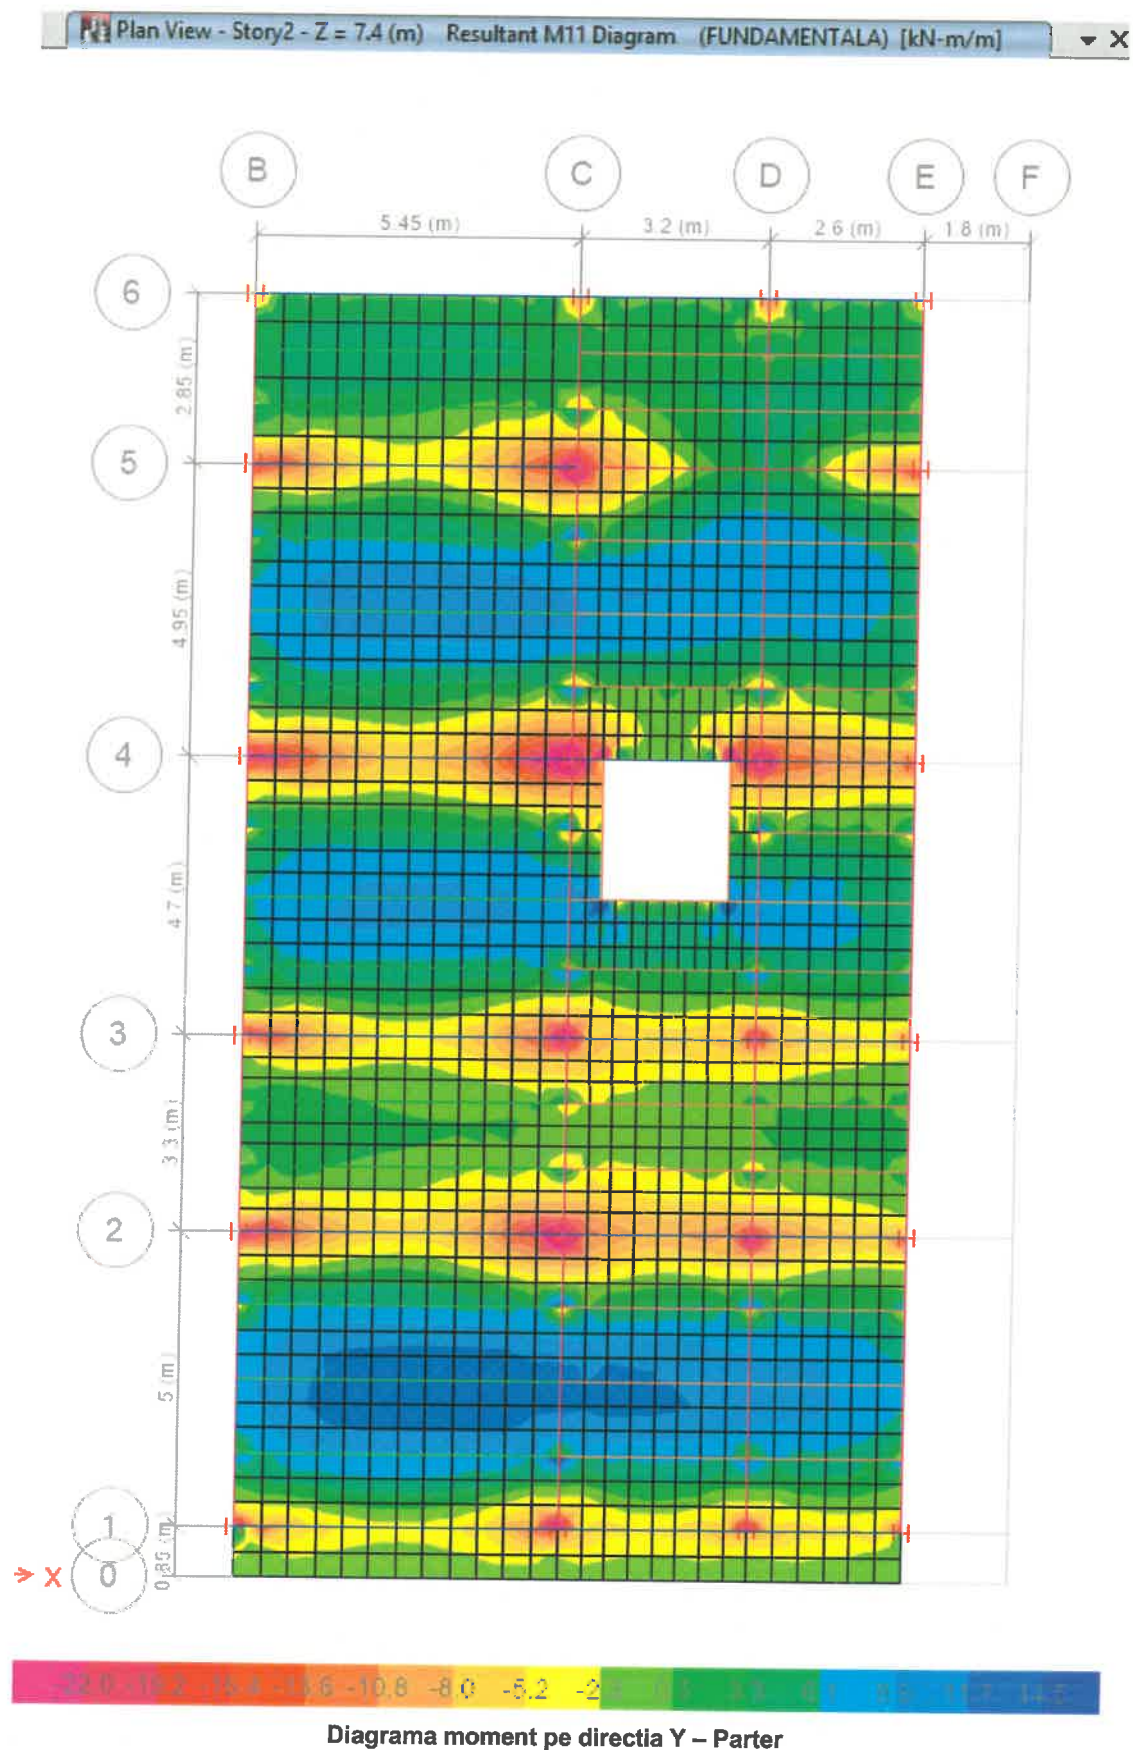 Plan View - Story2 - Z = 7.4 (m) Resultant M11 Diagram (FUNDAMENTALA) [kN-m/m]
B C D E F
5.45 (m) 3.2 (m) 2.6 (m) 1.8 (m)
6
2.85 (m)
5
4.95 (m)
4
4.7 (m)
3
3.3 (m)
2
5 (m)
1
X 0
-10.8 -8.0 -5.2
Diagrama moment pe directia Y – Parter